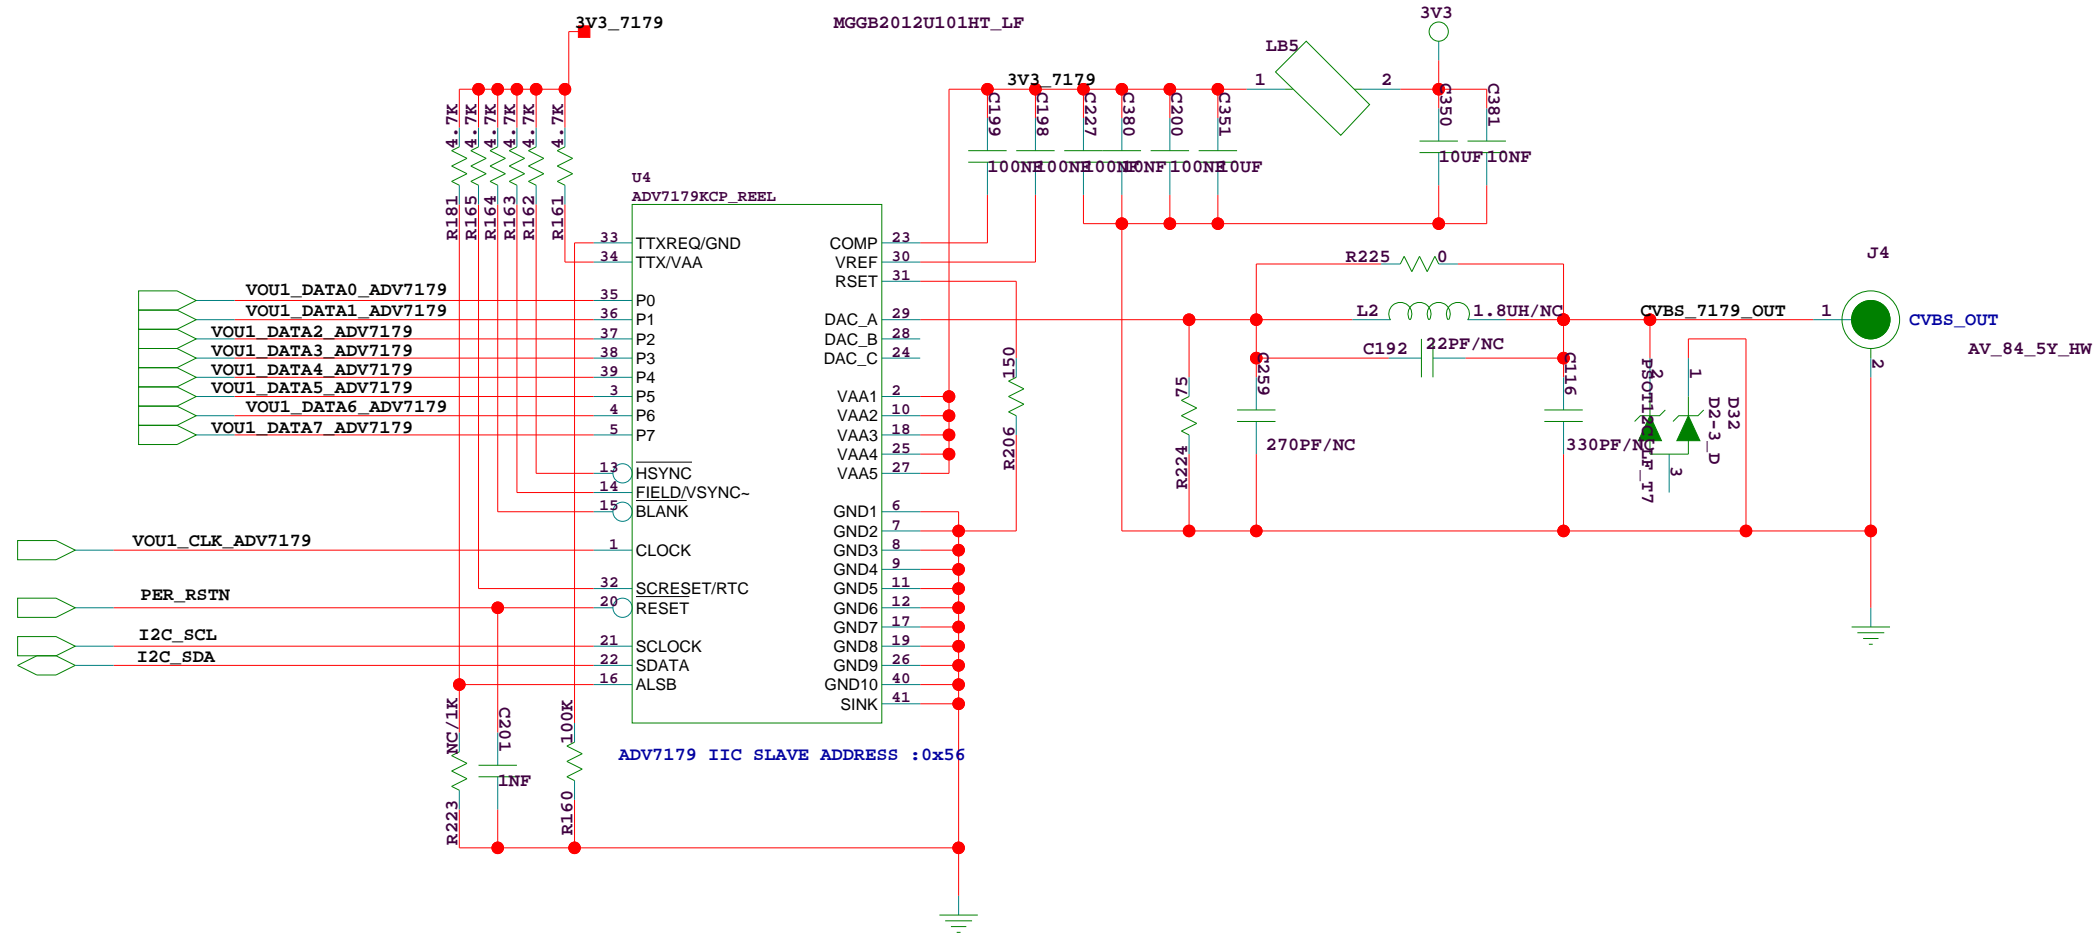 3V3_7179
MGGB2012U101HT_LF
3V3
LB5
1
2
3V3_7179
C199
C198
C227
C380
C200
C351
C350
C381
100NF
100NF
100NF
10NF
100NF
10UF
10UF
10NF
4.7K
4.7K
4.7K
4.7K
4.7K
4.7K
R181
R165
R164
R163
R162
R161
U4
ADV7179KCP_REEL
33 TTXREQ/GND
34 TTX/VAA
VOU1_DATA0_ADV7179 35 P0
VOU1_DATA1_ADV7179 36 P1
VOU1_DATA2_ADV7179 37 P2
VOU1_DATA3_ADV7179 38 P3
VOU1_DATA4_ADV7179 39 P4
VOU1_DATA5_ADV7179 3 P5
VOU1_DATA6_ADV7179 4 P6
VOU1_DATA7_ADV7179 5 P7
13 HSYNC
14 FIELD/VSYNC~
15 BLANK
VOU1_CLK_ADV7179 1 CLOCK
32 SCRESET/RTC
PER_RSTN 20 RESET
I2C_SCL 21 SCLOCK
I2C_SDA 22 SDATA
16 ALSB
COMP 23
VREF 30
RSET 31
DAC_A 29
DAC_B 28
DAC_C 24
VAA1 2
VAA2 10
VAA3 18
VAA4 25
VAA5 27
GND1 6
GND2 7
GND3 8
GND4 9
GND5 11
GND6 12
GND7 17
GND8 19
GND9 26
GND10 40
SINK 41
150
R206
R225 0
L2 1.8UH/NC
C192 22PF/NC
75
R224
C259
270PF/NC
C116
330PF/NC
CVBS_7179_OUT
PSOT12C_LF_T7
2
1
3
D2-3_D
D32
J4
1
2
CVBS_OUT
AV_84_5Y_HW
NC/1K
R223
C201
1NF
100K
R160
ADV7179 IIC SLAVE ADDRESS :0x56